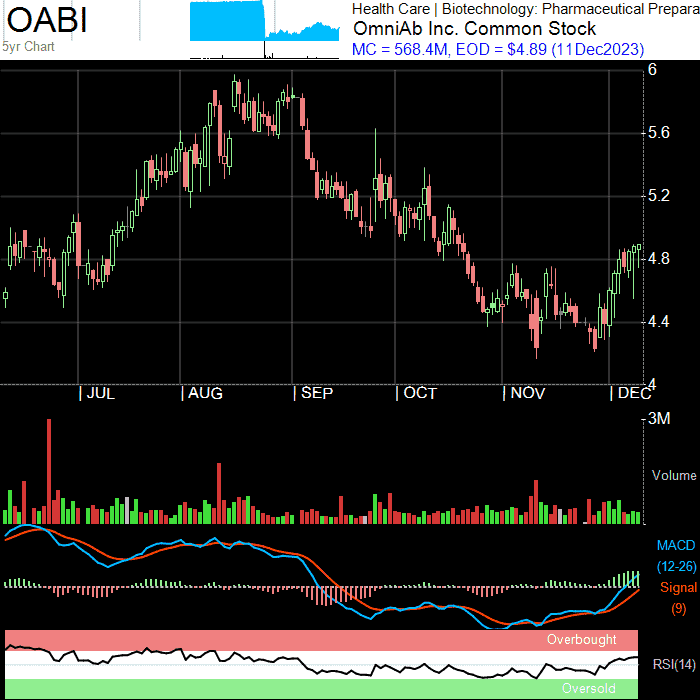 OABI
5yr Chart
Health Care | Biotechnology: Pharmaceutical Prepara
OmniAb Inc. Common Stock
MC = 568.4M, EOD = $4.89 (11Dec2023)
6
5.6
5.2
4.8
4.4
4
| JUL | AUG | SEP | OCT | NOV | DEC
3M
Volume
MACD
(12-26)
Signal
(9)
Overbought
RSI(14)
Oversold